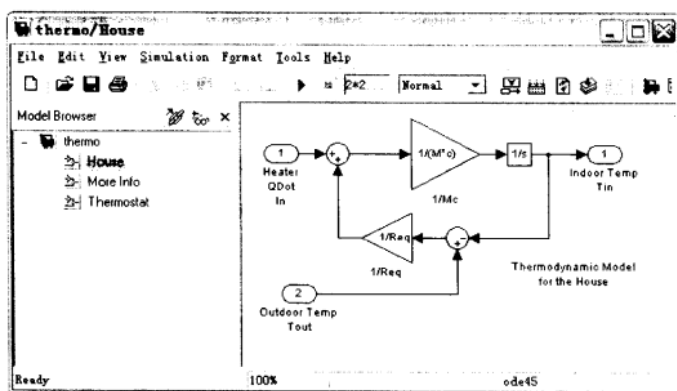 thermo/House
File Edit View Simulation Format Tools Help
2*2 Normal
Model Browser
thermo
House
More Info
Thermostat
1
Heater
QDot
In
1/(M*c)
1/Mc
1/s
1
Indoor Temp
Tin
1/Req
1/Req
2
Outdoor Temp
Tout
Thermodynamic Model
for the House
Ready 100% ode45